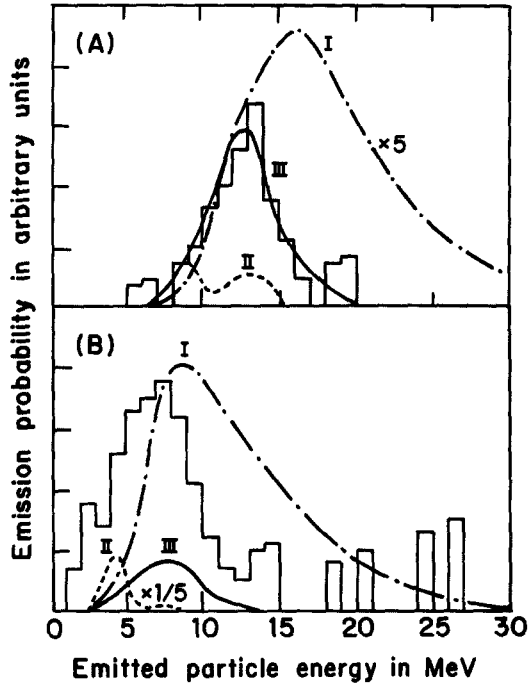 Emission probability in arbitrary units
(A)
I
×5
III
II
(B)
I
II
III
×1/5
0 5 10 15 20 25 30
Emitted particle energy in MeV